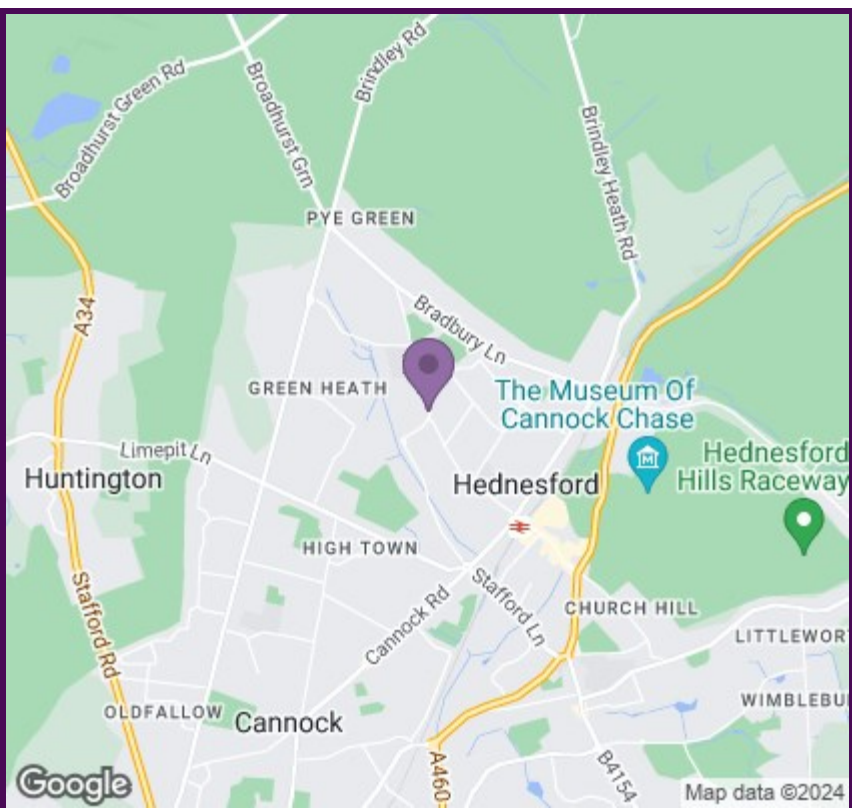 Broadhurst Green Rd
Broadhurst Grn
Brindley Rd
Brindley Heath Rd
PYE GREEN
A34
Bradbury Ln
GREEN HEATH
The Museum Of
Cannock Chase
Limepit Ln
Huntington
Hednesford
Hednesford
Hills Raceway
HIGH TOWN
Stafford Rd
Cannock Rd
Stafford Ln
CHURCH HILL
LITTLEWOR
OLDFALLOW
Cannock
WIMBLEBU
A460
B4154
Google
Map data ©2024